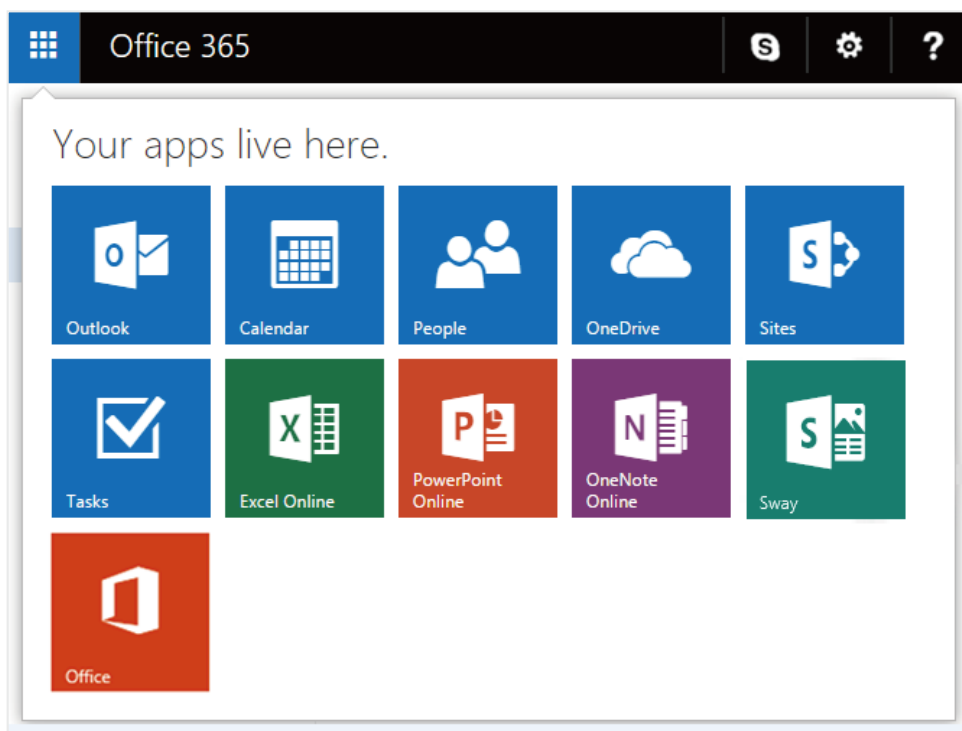 Office 365
?
Your apps live here.
O
S
Outlook
Calendar
People
OneDrive
Sites
X
P
N
S
Tasks
Excel Online
PowerPoint
Online
OneNote
Online
Sway
Office